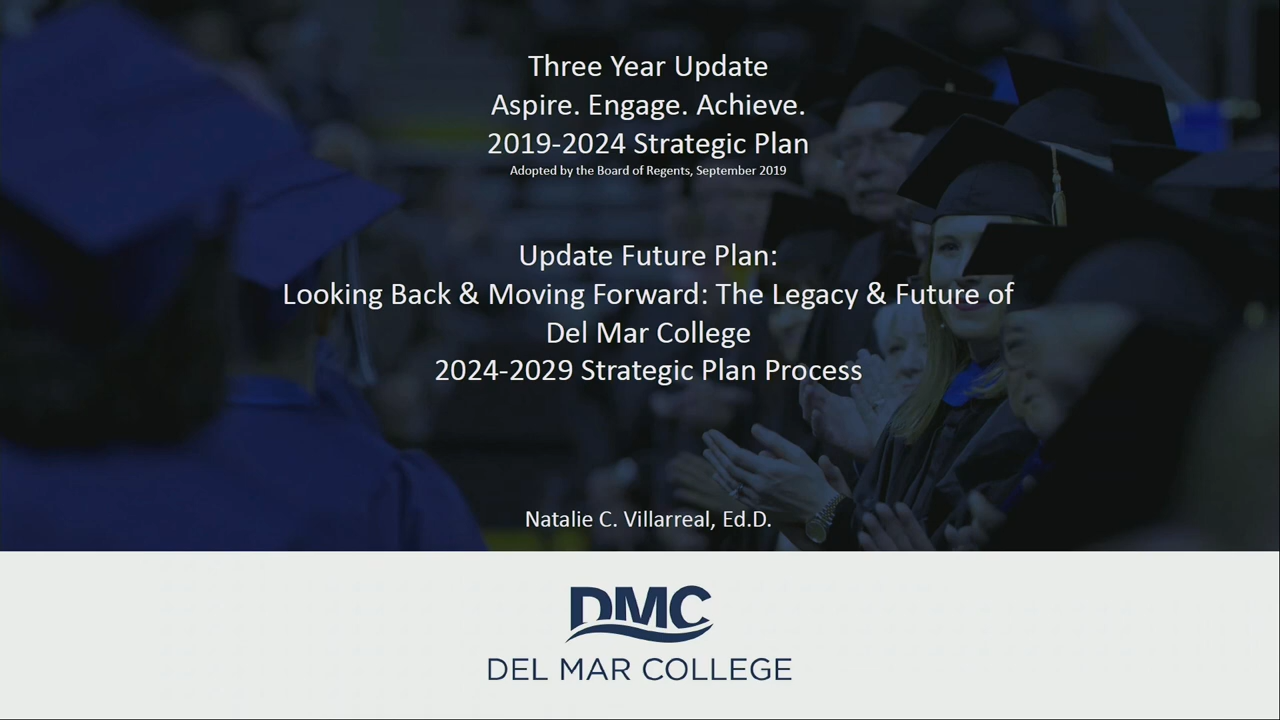 Three Year Update
Aspire. Engage. Achieve.
2019-2024 Strategic Plan
Adopted by the Board of Regents, September 2019
Update Future Plan:
Looking Back & Moving Forward: The Legacy & Future of
Del Mar College
2024-2029 Strategic Plan Process
Natalie C. Villarreal, Ed.D.
DMC
DEL MAR COLLEGE